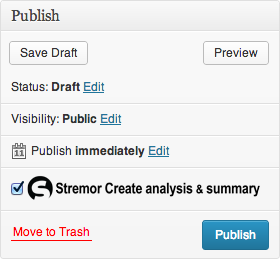 Publish
Save Draft Preview
Status: Draft Edit
Visibility: Public Edit
11 Publish immediately Edit
S Stremor Create analysis & summary
Move to Trash Publish